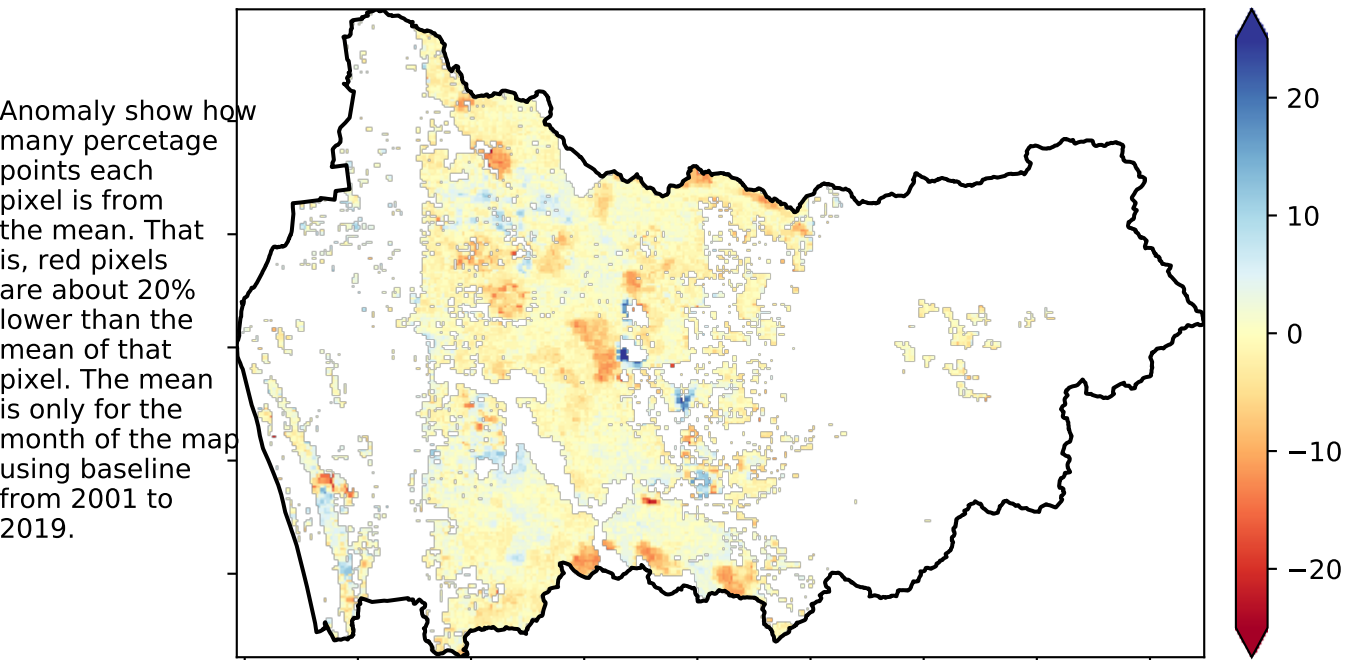 Anomaly show how
many percetage
points each
pixel is from
the mean. That
is, red pixels
are about 20%
lower than the
mean of that
pixel. The mean
is only for the
month of the map
using baseline
from 2001 to
2019.
20
10
0
−10
−20